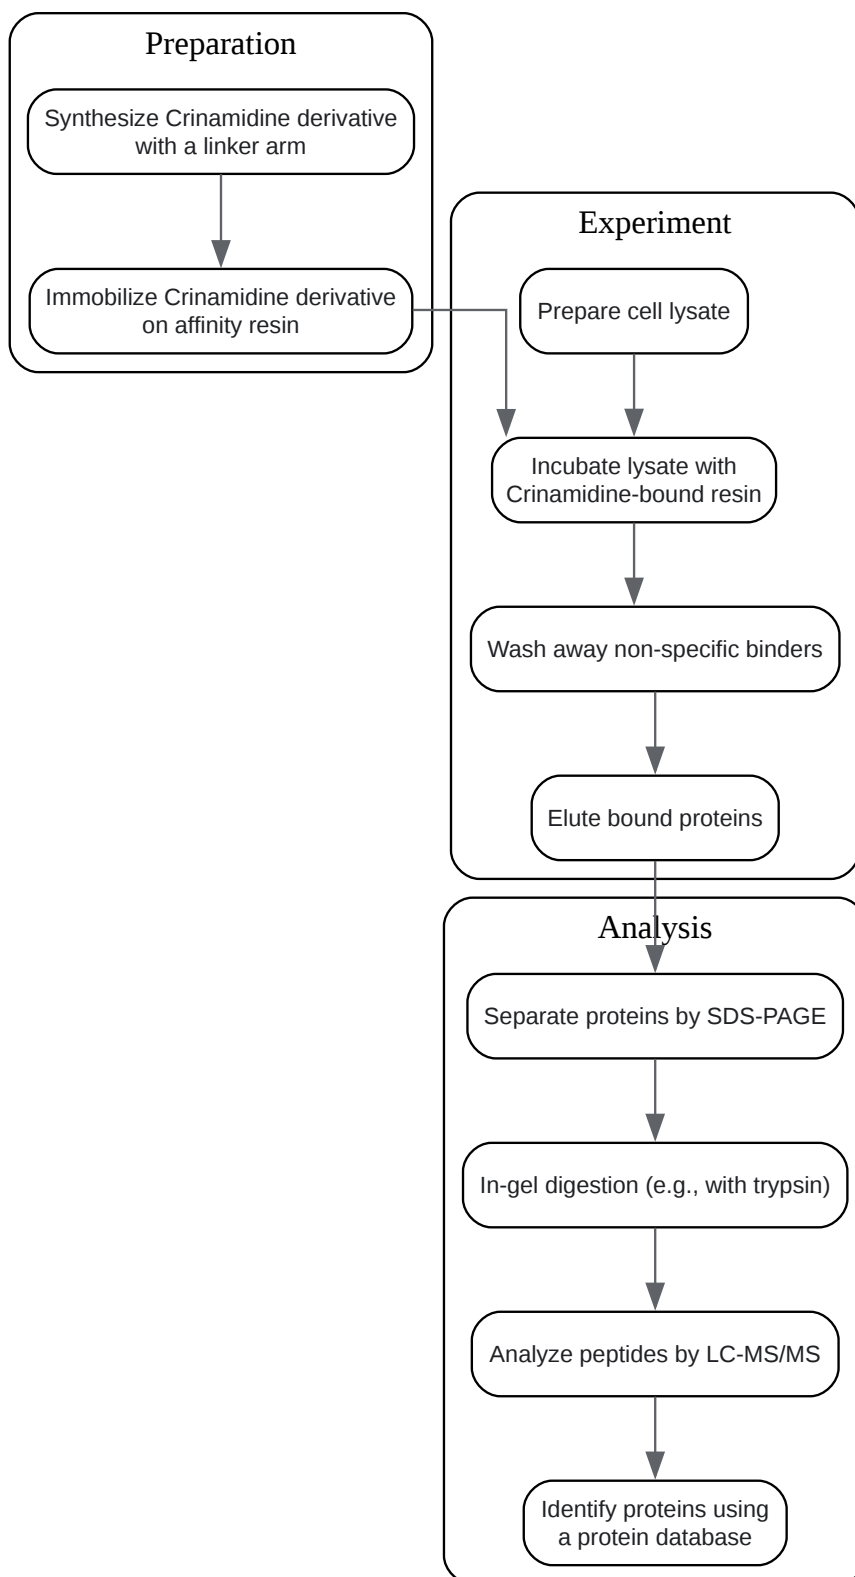 Preparation
Synthesize Crinamidine derivative
with a linker arm
Immobilize Crinamidine derivative
on affinity resin
Experiment
Prepare cell lysate
Incubate lysate with
Crinamidine-bound resin
Wash away non-specific binders
Elute bound proteins
Analysis
Separate proteins by SDS-PAGE
In-gel digestion (e.g., with trypsin)
Analyze peptides by LC-MS/MS
Identify proteins using
a protein database